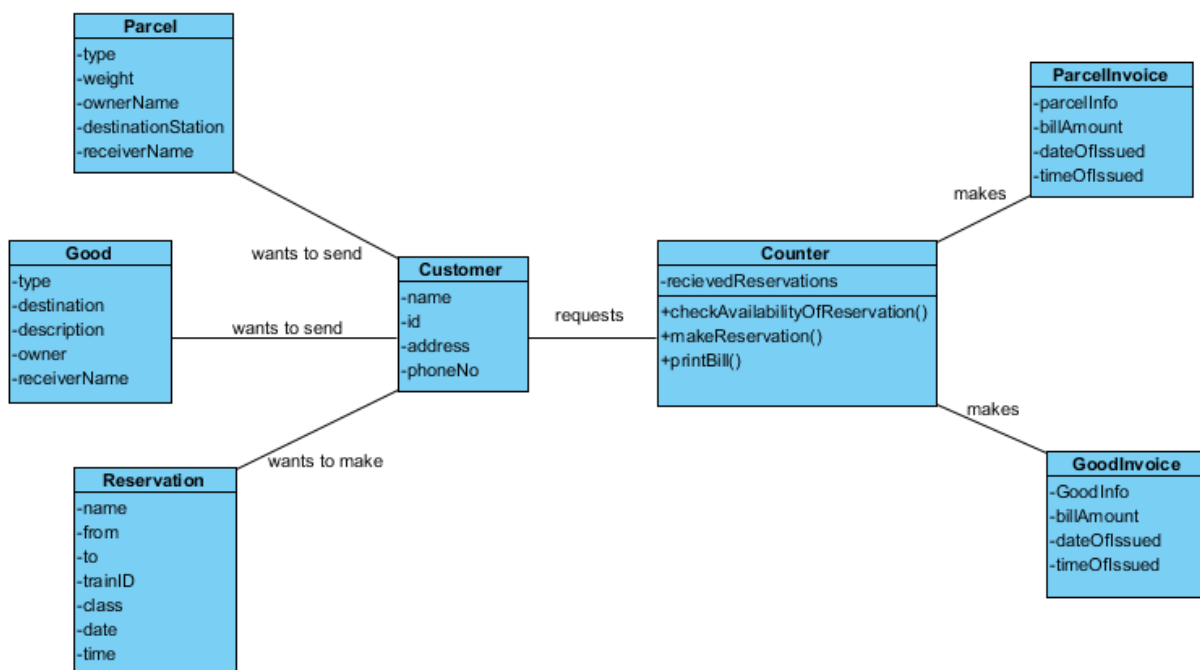 Parcel
-type
-weight
-ownerName
-destinationStation
-receiverName
ParcelInvoice
-parcelInfo
-billAmount
-dateOfIssued
-timeOfIssued
makes
wants to send
Good
-type
-destination
-description
-owner
-receiverName
wants to send
Customer
-name
-id
-address
-phoneNo
requests
Counter
-recievedReservations
+checkAvailabilityOfReservation()
+makeReservation()
+printBill()
makes
wants to make
Reservation
-name
-from
-to
-trainID
-class
-date
-time
GoodInvoice
-GoodInfo
-billAmount
-dateOfIssued
-timeOfIssued